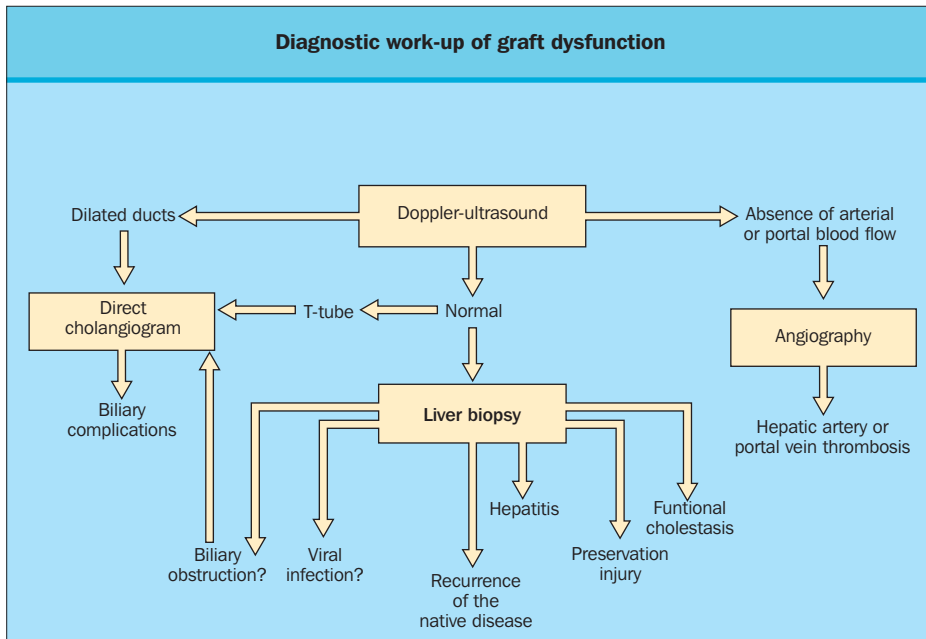 Diagnostic work-up of graft dysfunction
Dilated ducts
Doppler-ultrasound
Absence of arterial
or portal blood flow
Direct
cholangiogram
T-tube
Normal
Angiography
Biliary
complications
Liver biopsy
Hepatic artery or
portal vein thrombosis
Biliary
obstruction?
Viral
infection?
Recurrence
of the
native disease
Hepatitis
Preservation
injury
Funtional
cholestasis